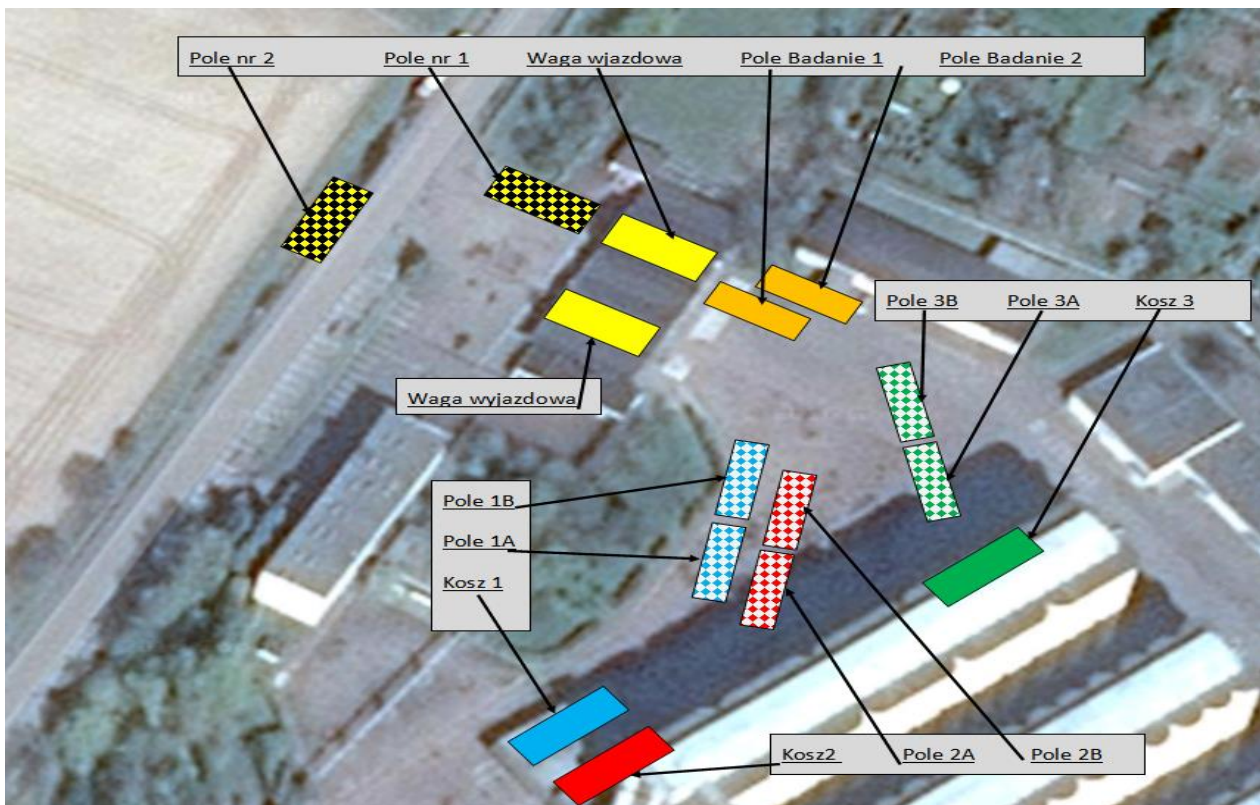 Pole nr 2 Pole nr 1 Waga wjazdowa Pole Badanie 1 Pole Badanie 2
Pole 3B Pole 3A Kosz 3
Waga wyjazdowa
Pole 1B
Pole 1A
Kosz 1
Kosz2 Pole 2A Pole 2B